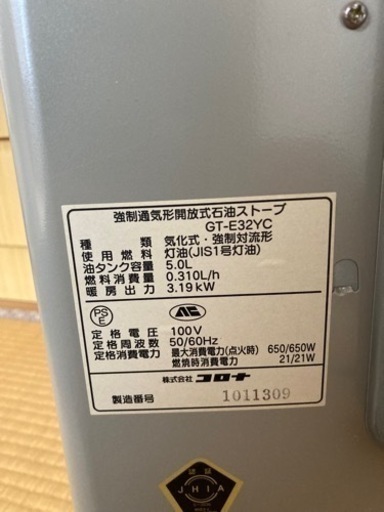 強制通気形開放式石油ストーブ
GT-E32YC
種類 気化式・強制対流形
使用燃料 灯油(JIS1号灯油)
油タンク容量 5.0L
燃料消費量 0.310L/h
暖房出力 3.19kW
PS
E
定格電圧 100V
定格周波数 50/60Hz
定格消費電力 最大消費電力(点火時) 650/650W
燃焼時消費電力 21/21W
株式会社コロナ
製造番号 1011309
認証
JHIA